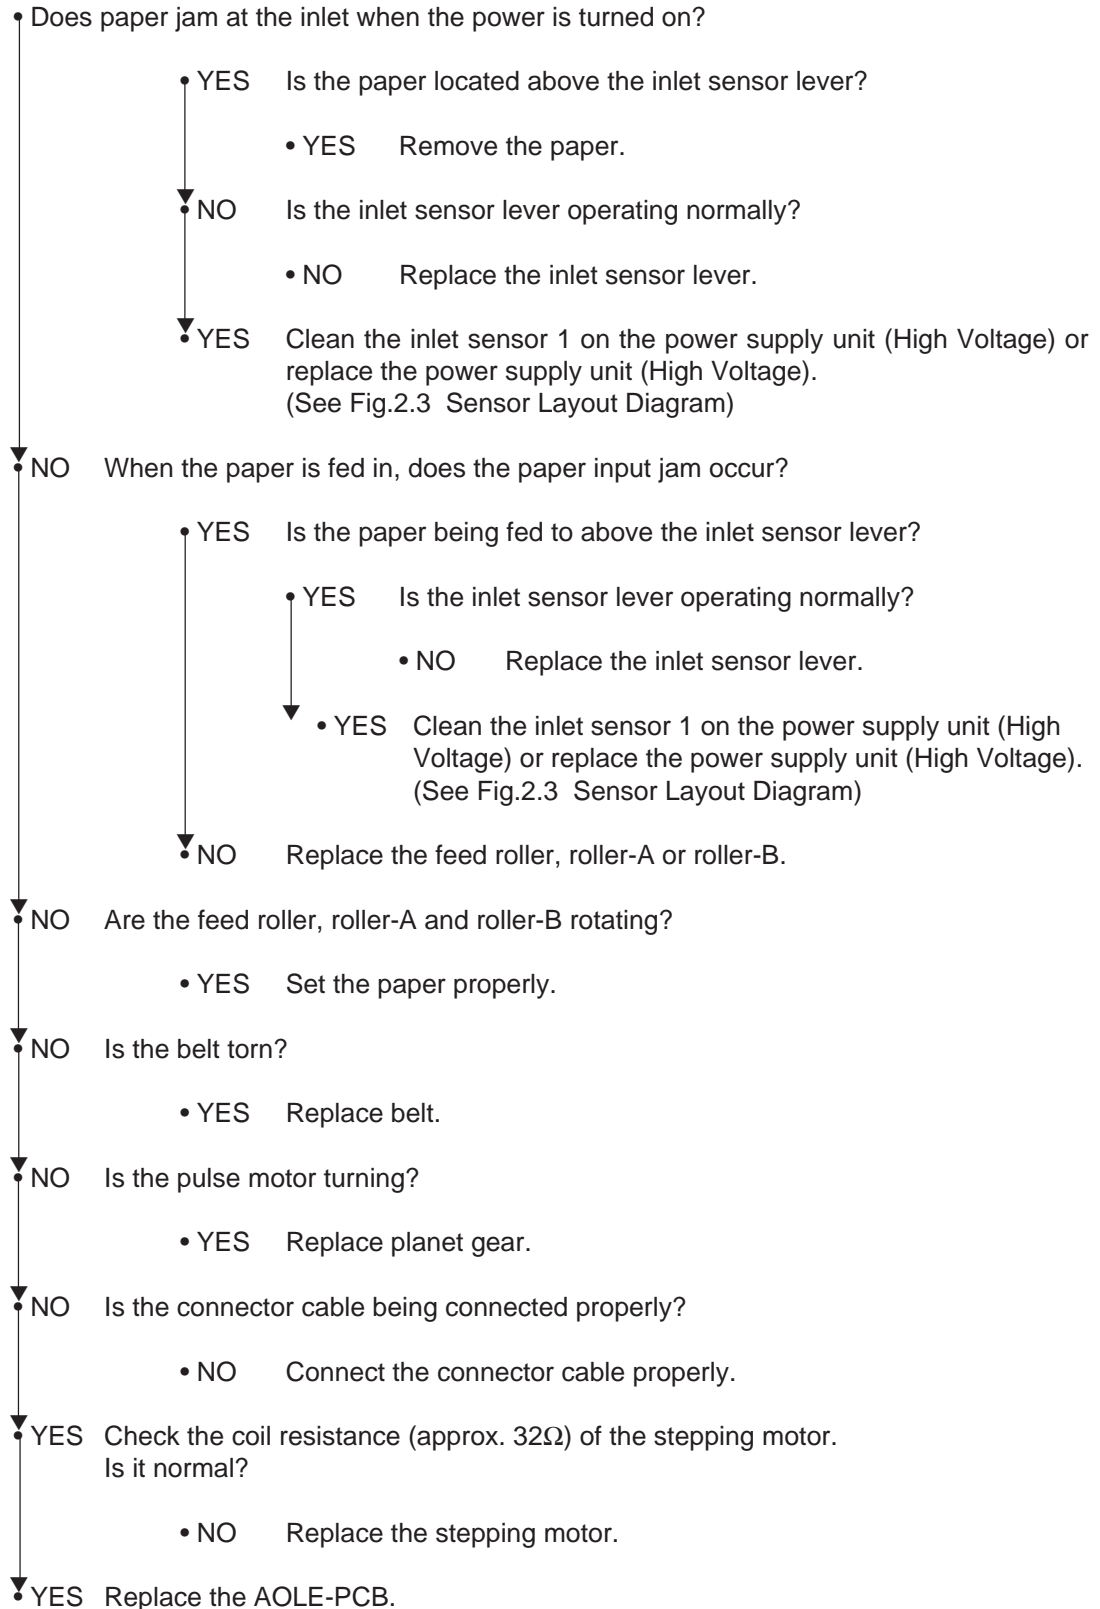 • Does paper jam at the inlet when the power is turned on?
• YES Is the paper located above the inlet sensor lever?
• YES Remove the paper.
• NO Is the inlet sensor lever operating normally?
• NO Replace the inlet sensor lever.
• YES Clean the inlet sensor 1 on the power supply unit (High Voltage) or
replace the power supply unit (High Voltage).
(See Fig.2.3 Sensor Layout Diagram)
• NO When the paper is fed in, does the paper input jam occur?
• YES Is the paper being fed to above the inlet sensor lever?
• YES Is the inlet sensor lever operating normally?
• NO Replace the inlet sensor lever.
• YES Clean the inlet sensor 1 on the power supply unit (High
Voltage) or replace the power supply unit (High Voltage).
(See Fig.2.3 Sensor Layout Diagram)
• NO Replace the feed roller, roller-A or roller-B.
• NO Are the feed roller, roller-A and roller-B rotating?
• YES Set the paper properly.
• NO Is the belt torn?
• YES Replace belt.
• NO Is the pulse motor turning?
• YES Replace planet gear.
• NO Is the connector cable being connected properly?
• NO Connect the connector cable properly.
• YES Check the coil resistance (approx. 32Ω) of the stepping motor.
Is it normal?
• NO Replace the stepping motor.
• YES Replace the AOLE-PCB.